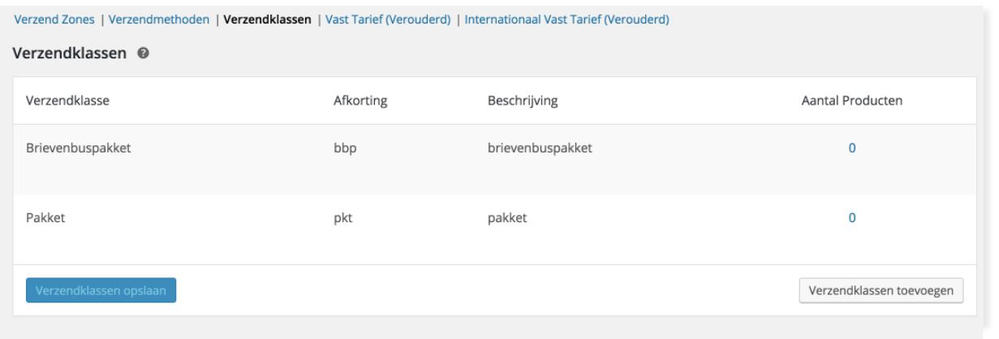 Verzend Zones | Verzendmethoden | Verzendklassen | Vast Tarief (Verouderd) | Internationaal Vast Tarief (Verouderd)
Verzendklassen ?
Verzendklasse Afkorting Beschrijving Aantal Producten
Brievenbuspakket bbp brievenbuspakket 0
Pakket pkt pakket 0
Verzendklassen opslaan Verzendklassen toevoegen